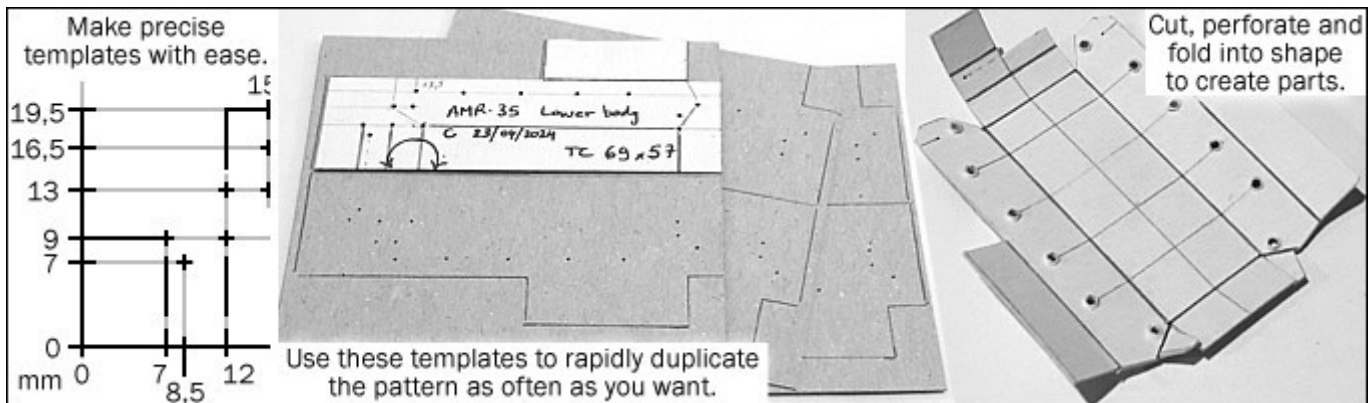 Make precise
templates with ease.
15
19,5
16,5
13
9
7
0
mm 0 7 12
8,5
AMR-35 Lower body
C 23/04/2024
TC 69x57
Use these templates to rapidly duplicate
the pattern as often as you want.
Cut, perforate and
fold into shape
to create parts.